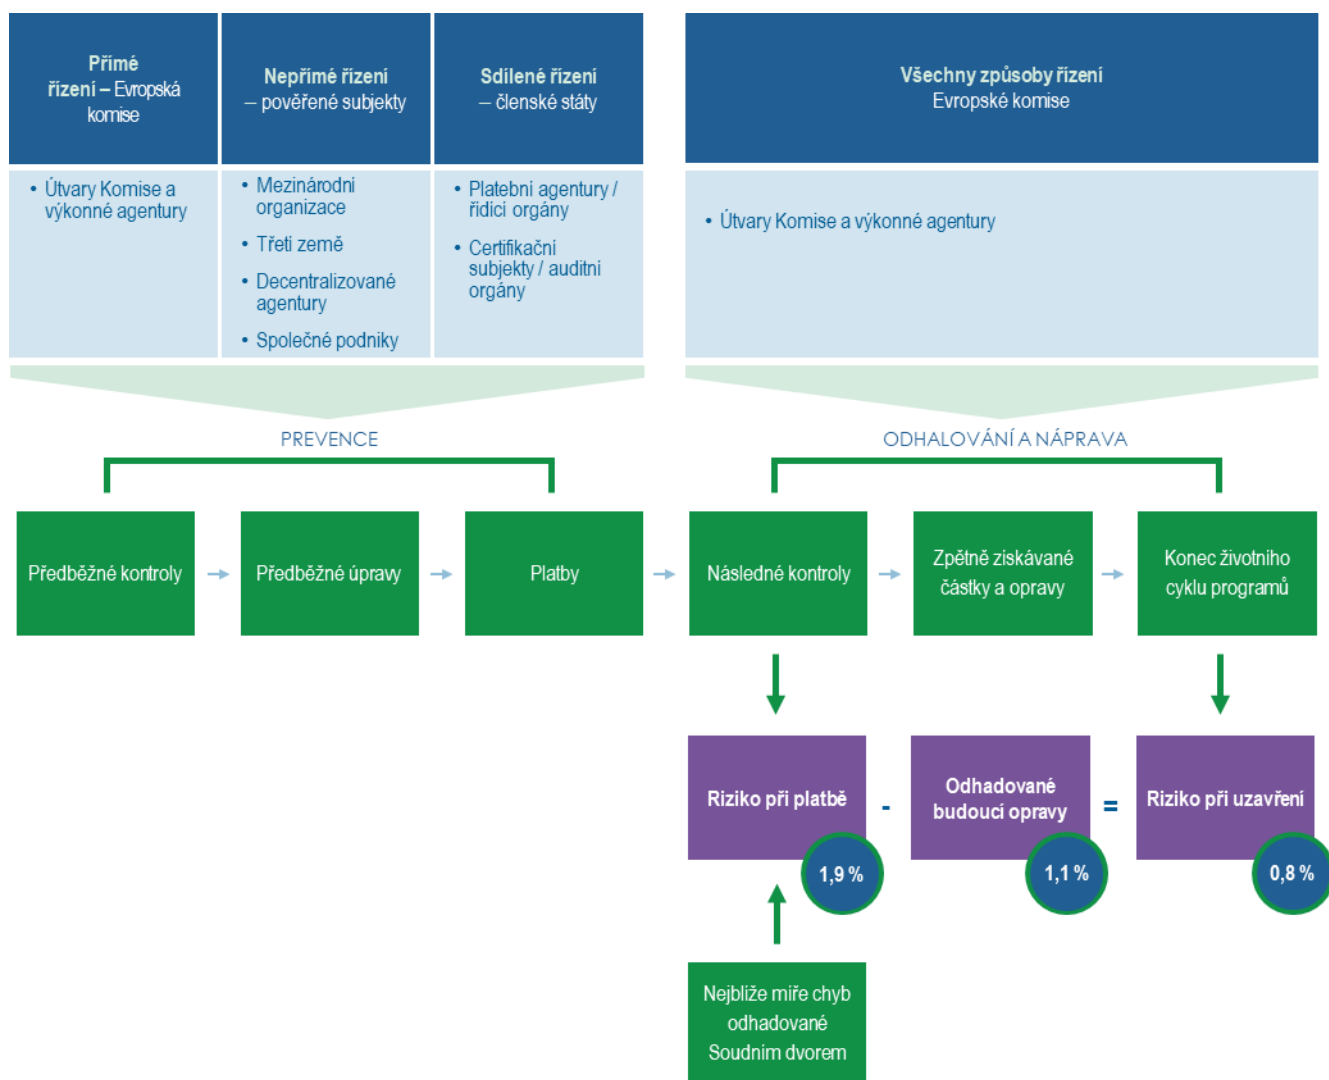 Přímé
řízení – Evropská
komise
Nepřímé řízení
– pověřené subjekty
Sdílené řízení
– členské státy
Všechny způsoby řízení
Evropské komise
• Útvary Komise a
výkonné agentury
• Mezinárodní
organizace
• Třetí země
• Decentralizované
agentury
• Společné podniky
• Platební agentury /
řídící orgány
• Certifikační
subjekty / auditní
orgány
• Útvary Komise a výkonné agentury
PREVENCE
ODHALOVÁNÍ A NÁPRAVA
Předběžné kontroly
Předběžné úpravy
Platby
Následné kontroly
Zpětně získávané
částky a opravy
Konec životního
cyklu programů
Riziko při platbě
-
Odhadované
budoucí opravy
=
Riziko při uzavření
1,9 %
1,1 %
0,8 %
Nejblíže míře chyb
odhadované
Soudním dvorem